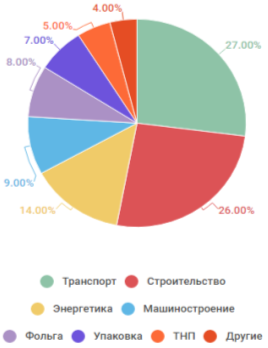 4.00%
5.00%
7.00%
27.00%
8.00%
9.00%
14.00%
26.00%
Транспорт Строительство
Энергетика Машиностроение
Фольга Упаковка ТНП Другие